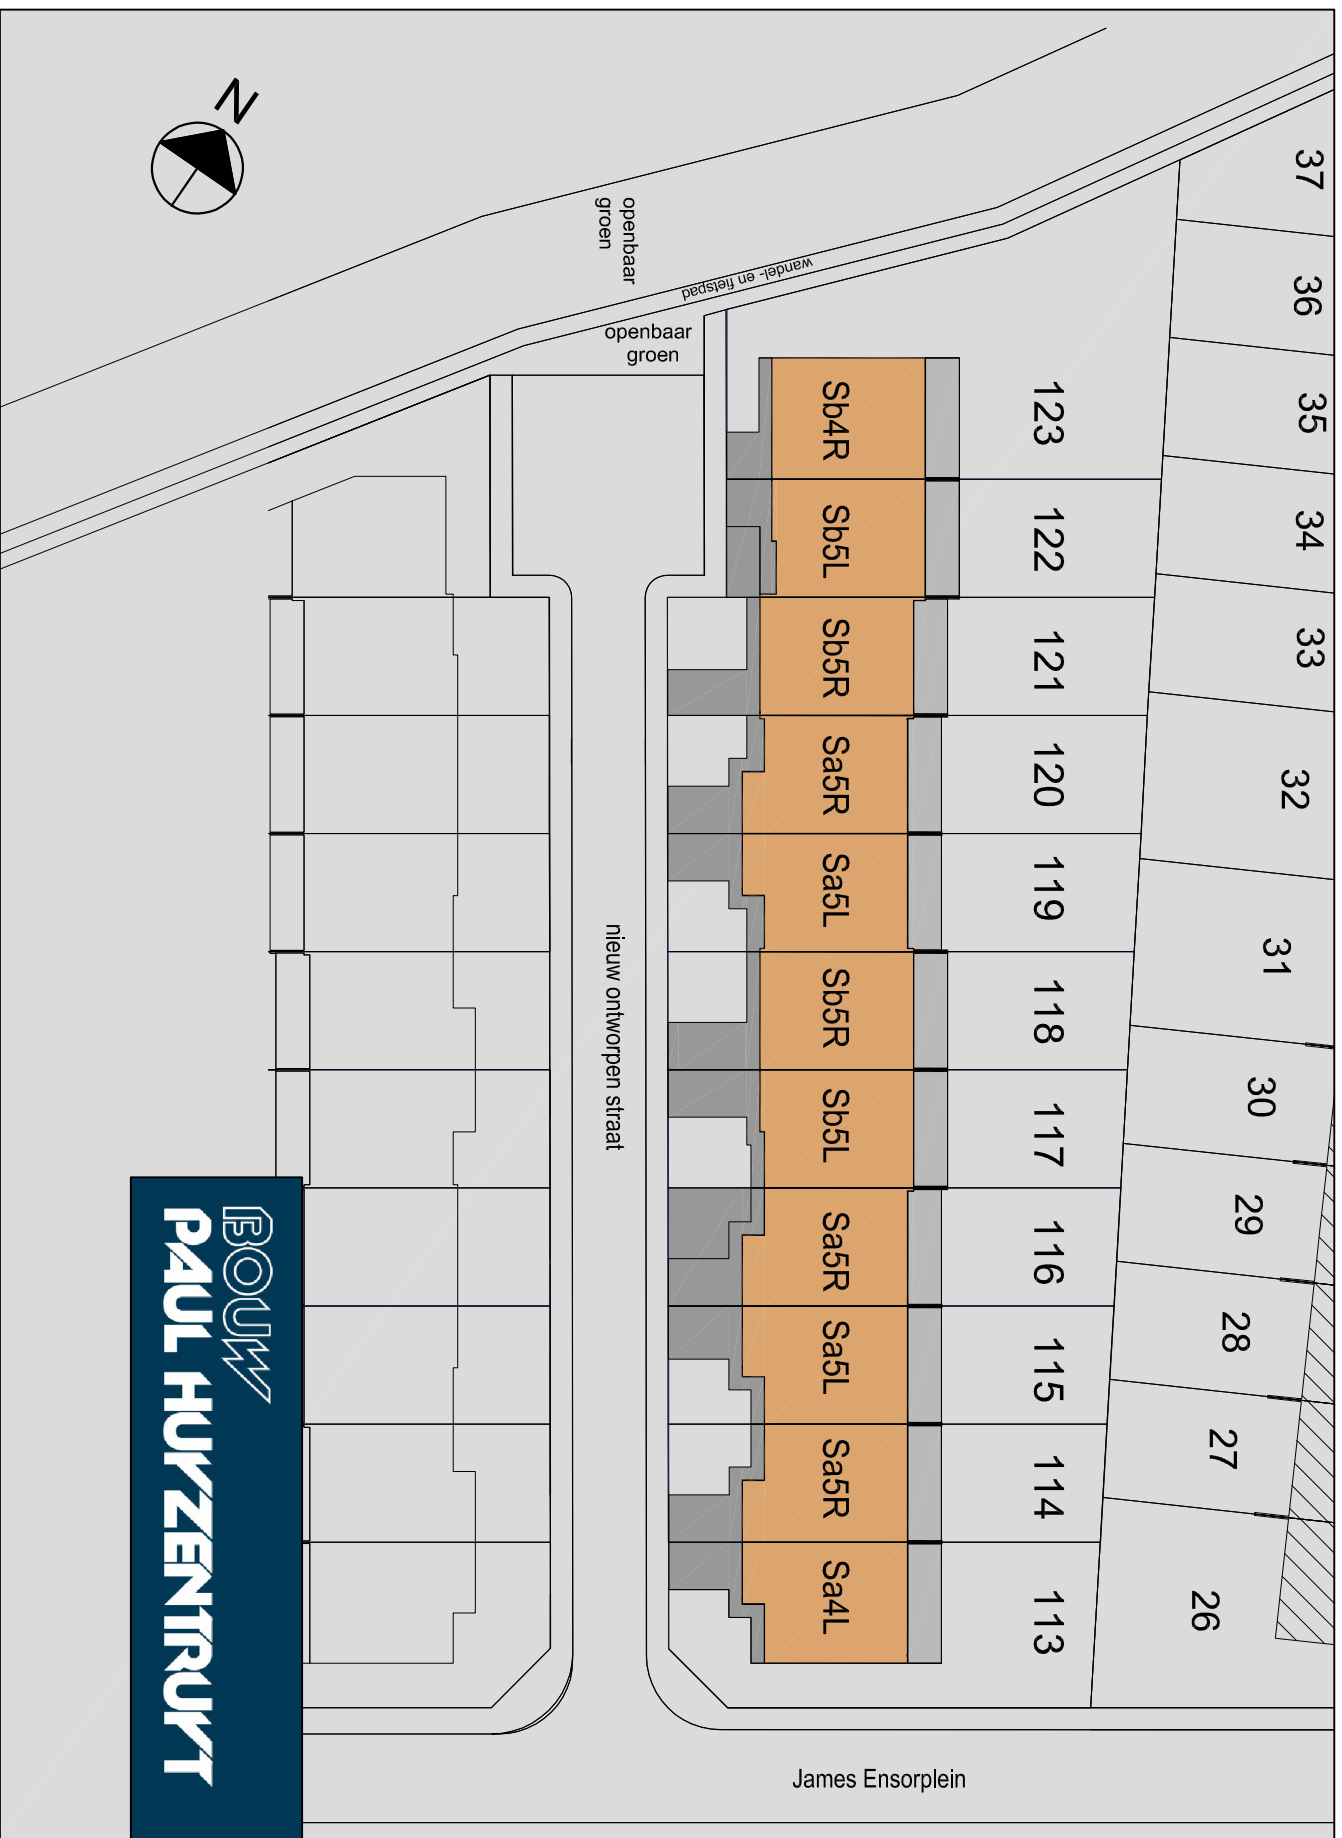 N
openbaar
groen
wandel- en fietspad
openbaar
groen
37
36
35
34
33
32
31
30
29
28
27
26
123
122
121
120
119
118
117
116
115
114
113
Sb4R
Sb5L
Sb5R
Sa5R
Sa5L
Sb5R
Sb5L
Sa5R
Sa5L
Sa5R
Sa4L
nieuw ontworpen straat
BOUW
PAUL HUYZENTRUYT
James Ensorplein